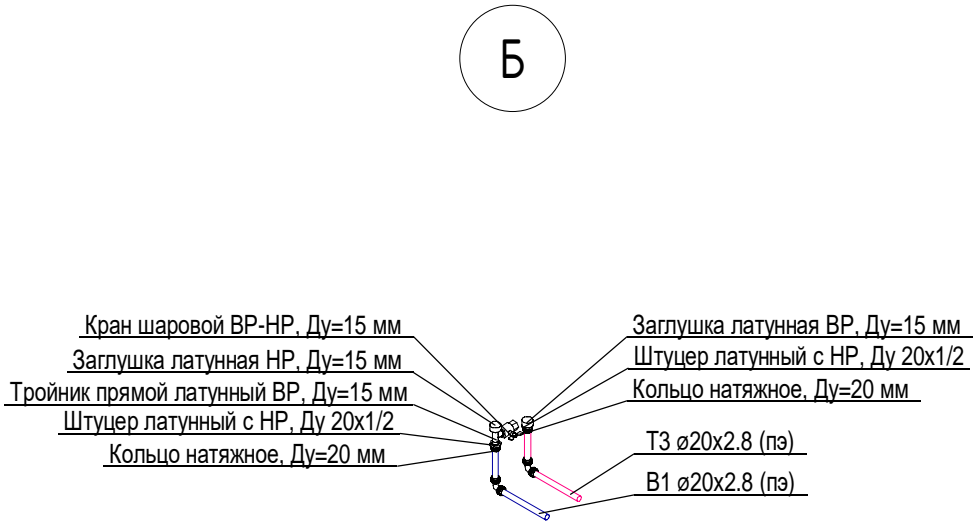 Б
Кран шаровой ВР-НР, Ду=15 мм
Заглушка латунная НР, Ду=15 мм
Тройник прямой латунный ВР, Ду=15 мм
Штуцер латунный с НР, Ду 20х1/2
Кольцо натяжное, Ду=20 мм
Заглушка латунная ВР, Ду=15 мм
Штуцер латунный с НР, Ду 20х1/2
Кольцо натяжное, Ду=20 мм
Т3 ø20х2.8 (пэ)
В1 ø20х2.8 (пэ)